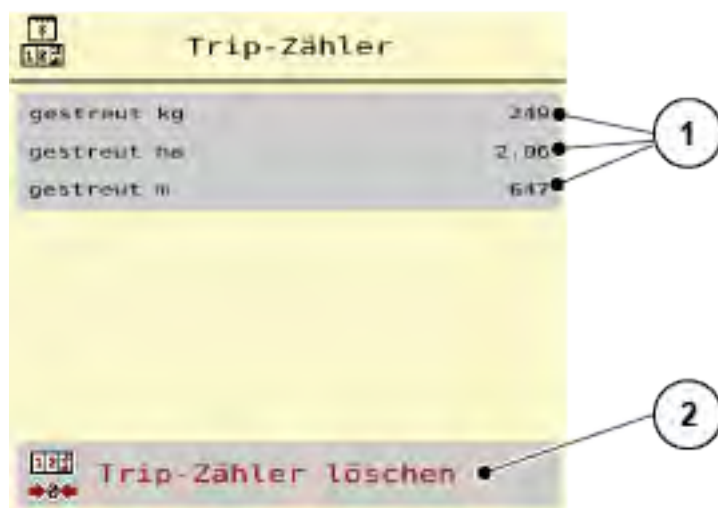 Trip-Zähler
gestreut kg 249
gestreut ha 2.06
gestreut m 647
1
2
Trip-Zähler löschen